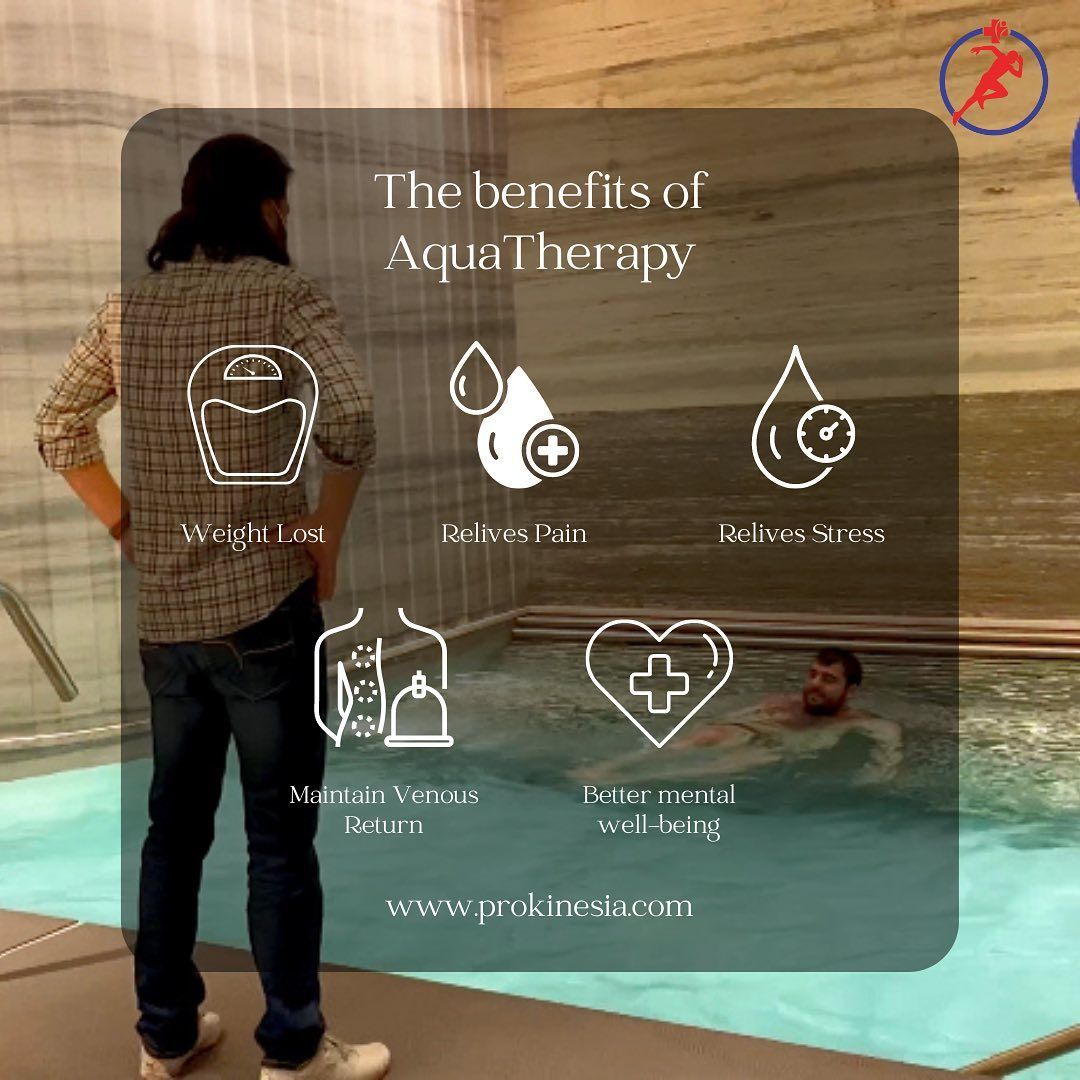 The benefits of
AquaTherapy
Weight Lost
Relives Pain
Relives Stress
Maintain Venous
Return
Better mental
well-being
www.prokinesia.com